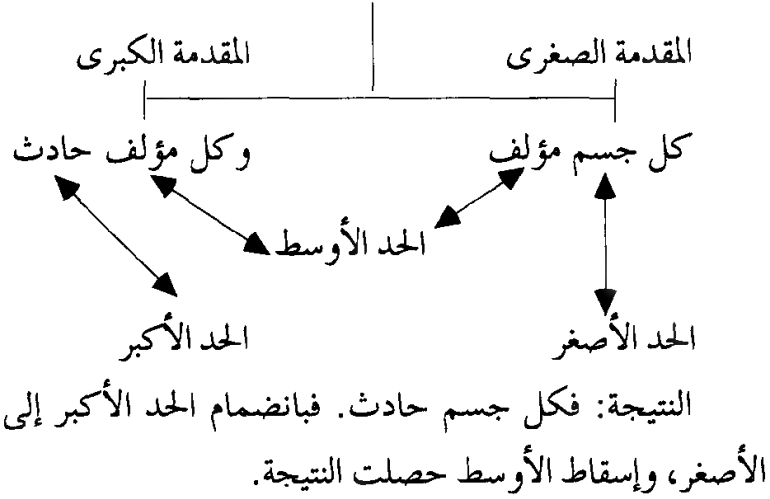 المقدمة الصغرى المقدمة الكبرى
كل جسم مؤلف وكل مؤلف حادث
الحد الأوسط
الحد الأصغر الحد الأكبر
النتيجة: فكل جسم حادث. فبانضمام الحد الأكبر إلى
الأصغر، وإسقاط الأوسط حصلت النتيجة.